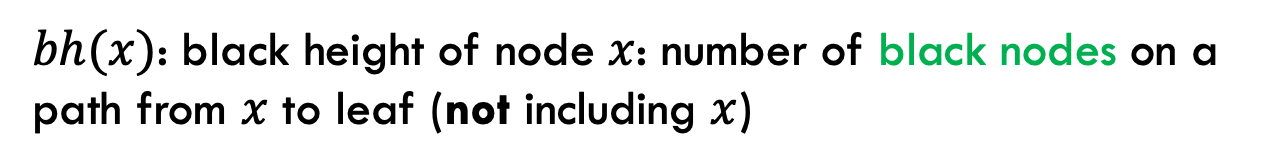 bh(x): black height of node x: number of black nodes on a
path from x to leaf (not including x)